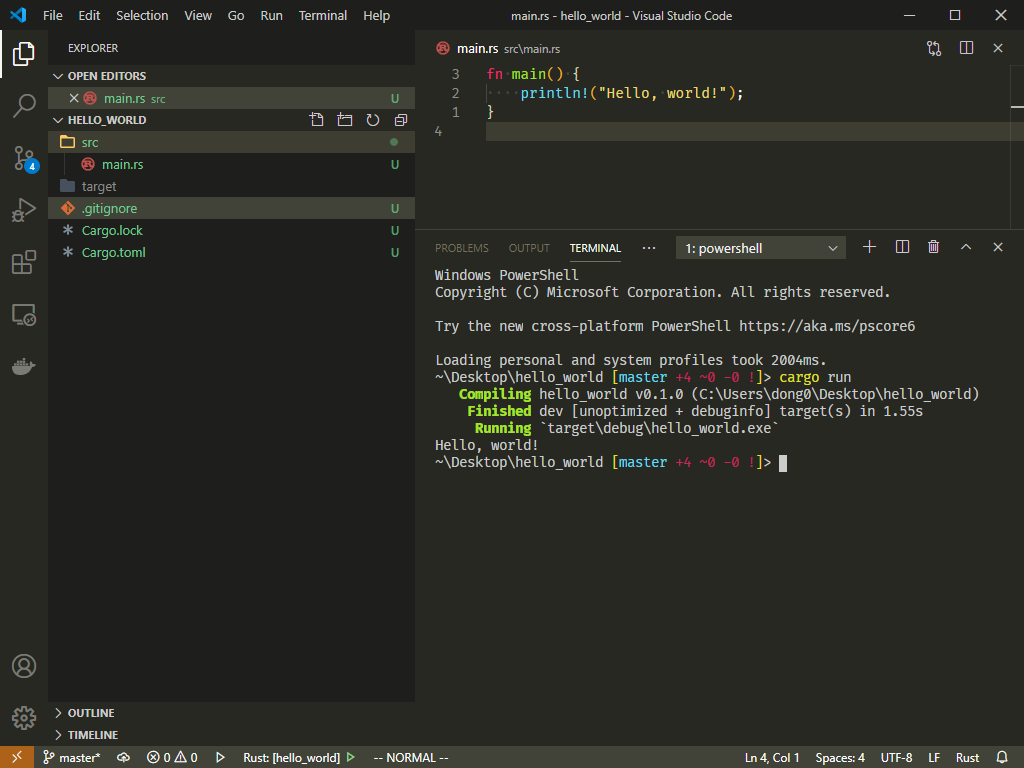 File Edit Selection View Go Run Terminal Help main.rs - hello_world - Visual Studio Code
EXPLORER
OPEN EDITORS
main.rs src U
HELLO_WORLD
src
main.rs U
target
.gitignore U
Cargo.lock U
Cargo.toml U
OUTLINE
TIMELINE
4
main.rs src\main.rs
3 fn main() {
2 ····println!("Hello, world!");
1 }
4
PROBLEMS OUTPUT TERMINAL ··· 1: powershell
Windows PowerShell
Copyright (C) Microsoft Corporation. All rights reserved.
Try the new cross-platform PowerShell https://aka.ms/pscore6
Loading personal and system profiles took 2004ms.
~\Desktop\hello_world [master +4 ~0 -0 !]> cargo run
Compiling hello_world v0.1.0 (C:\Users\dong0\Desktop\hello_world)
Finished dev [unoptimized + debuginfo] target(s) in 1.55s
Running `target\debug\hello_world.exe`
Hello, world!
~\Desktop\hello_world [master +4 ~0 -0 !]>
master* 0 0 Rust: [hello_world] -- NORMAL -- Ln 4, Col 1 Spaces: 4 UTF-8 LF Rust